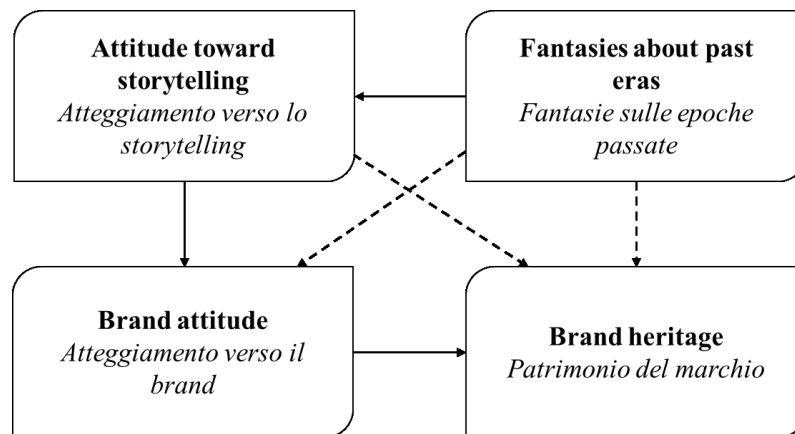 Attitude toward
storytelling
Atteggiamento verso lo
storytelling
Fantasies about past
eras
Fantasie sulle epoche
passate
Brand attitude
Atteggiamento verso il
brand
Brand heritage
Patrimonio del marchio